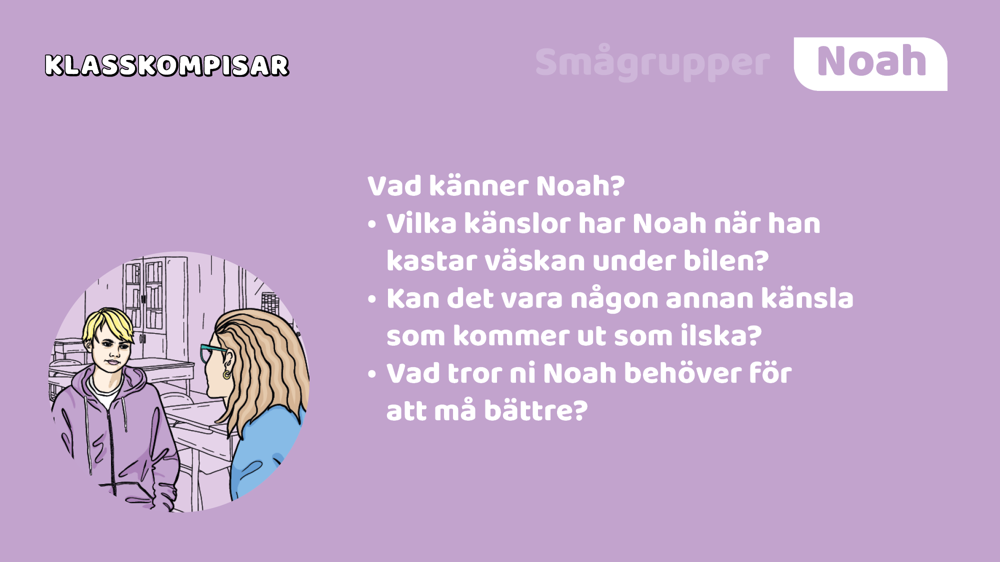 KLASSKOMPISAR
Smågrupper
Noah
Vad känner Noah?
• Vilka känslor har Noah när han
kastar väskan under bilen?
• Kan det vara någon annan känsla
som kommer ut som ilska?
• Vad tror ni Noah behöver för
att må bättre?